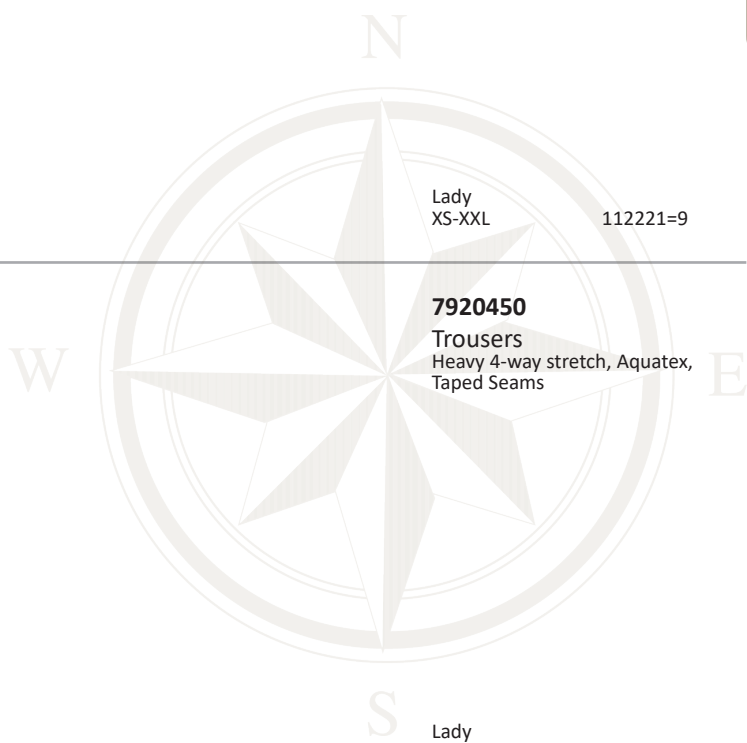 N
Lady
XS-XXL 112221=9
7920450
Trousers
Heavy 4-way stretch, Aquatex,
Taped Seams
W E
S
Lady